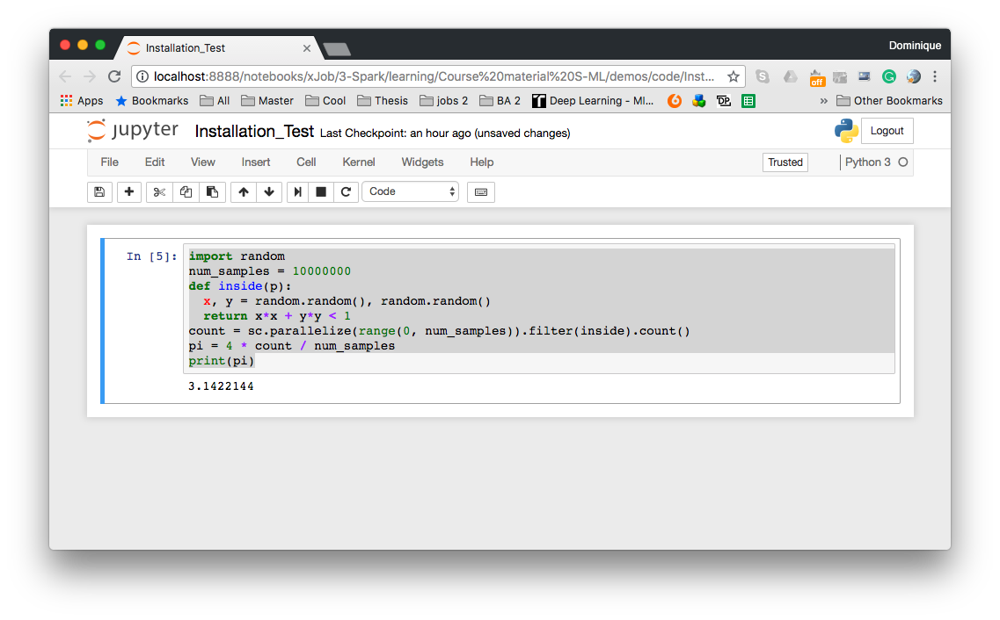 Installation_Test
Dominique
localhost:8888/notebooks/xJob/3-Spark/learning/Course%20material%20S-ML/demos/code/Inst...
off
Apps Bookmarks All Master Cool Thesis jobs 2 BA 2 Deep Learning - MI... DP. » Other Bookmarks
jupyter Installation_Test Last Checkpoint: an hour ago (unsaved changes) Logout
File Edit View Insert Cell Kernel Widgets Help Trusted Python 3
Code
In [5]: import random
num_samples = 10000000
def inside(p):
  x, y = random.random(), random.random()
  return x*x + y*y < 1
count = sc.parallelize(range(0, num_samples)).filter(inside).count()
pi = 4 * count / num_samples
print(pi)
3.1422144